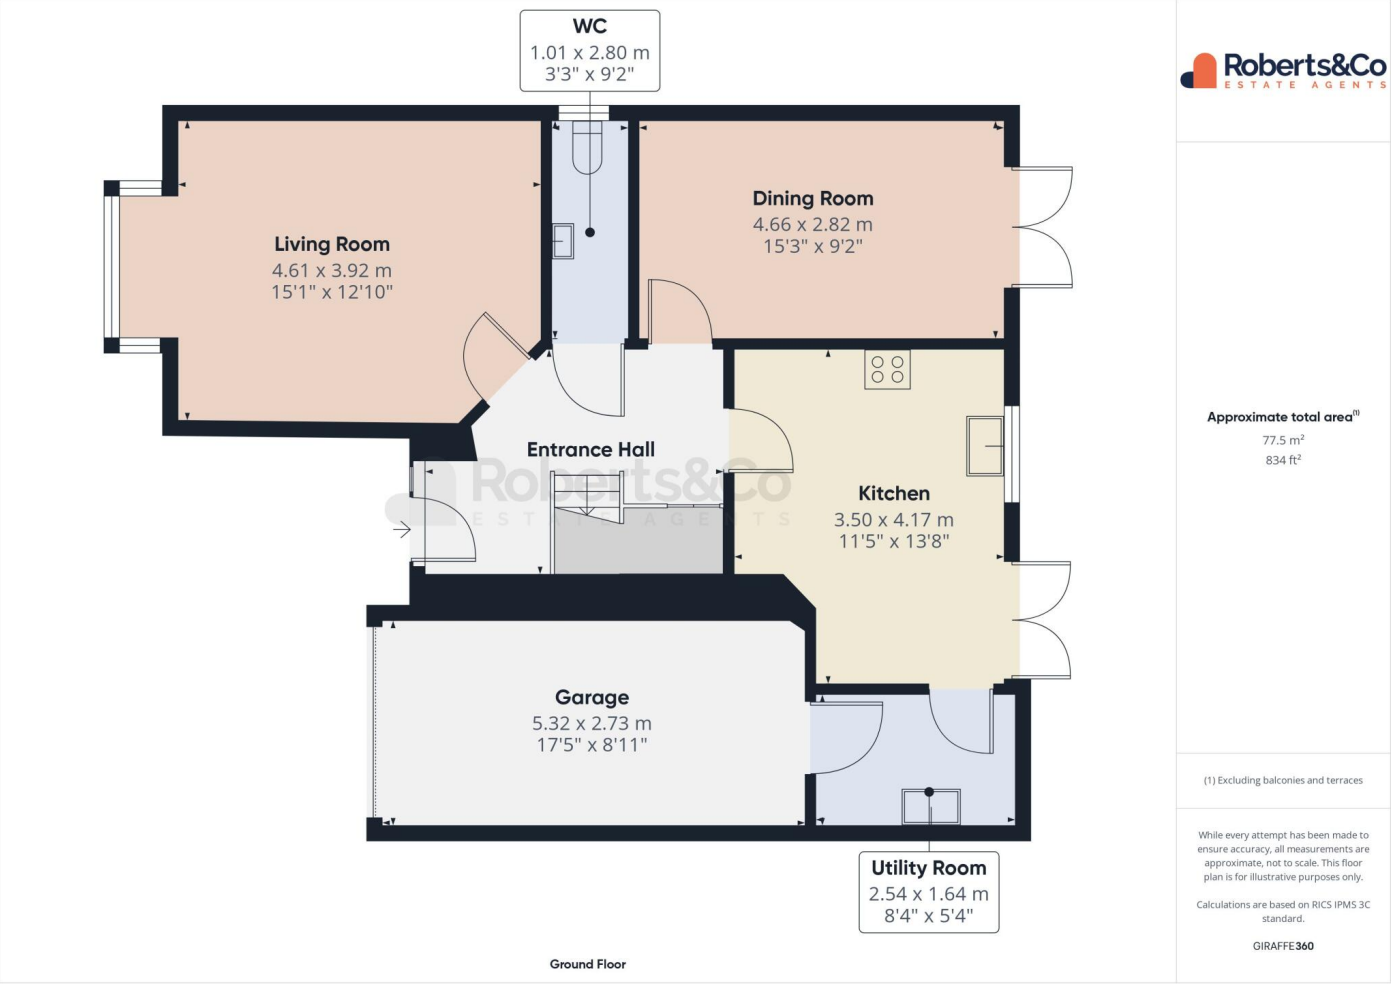 WC
1.01 x 2.80 m
3'3" x 9'2"
Living Room
4.61 x 3.92 m
15'1" x 12'10"
Dining Room
4.66 x 2.82 m
15'3" x 9'2"
Entrance Hall
Roberts&Co
ESTATE AGENTS
Kitchen
3.50 x 4.17 m
11'5" x 13'8"
Garage
5.32 x 2.73 m
17'5" x 8'11"
Utility Room
2.54 x 1.64 m
8'4" x 5'4"
Ground Floor
Roberts&Co
ESTATE AGENTS
Approximate total area(1)
77.5 m²
834 ft²
(1) Excluding balconies and terraces
While every attempt has been made to
ensure accuracy, all measurements are
approximate, not to scale. This floor
plan is for illustrative purposes only.
Calculations are based on RICS IPMS 3C
standard.
GIRAFFE360